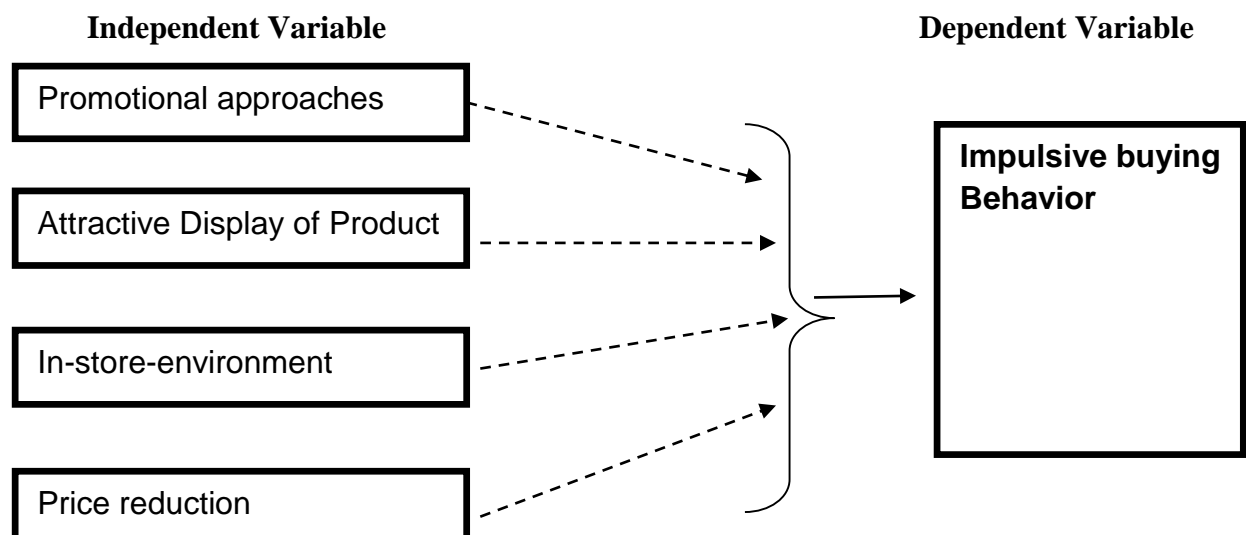 Independent Variable
Dependent Variable
Promotional approaches
Attractive Display of Product
In-store-environment
Price reduction
Impulsive buying
Behavior